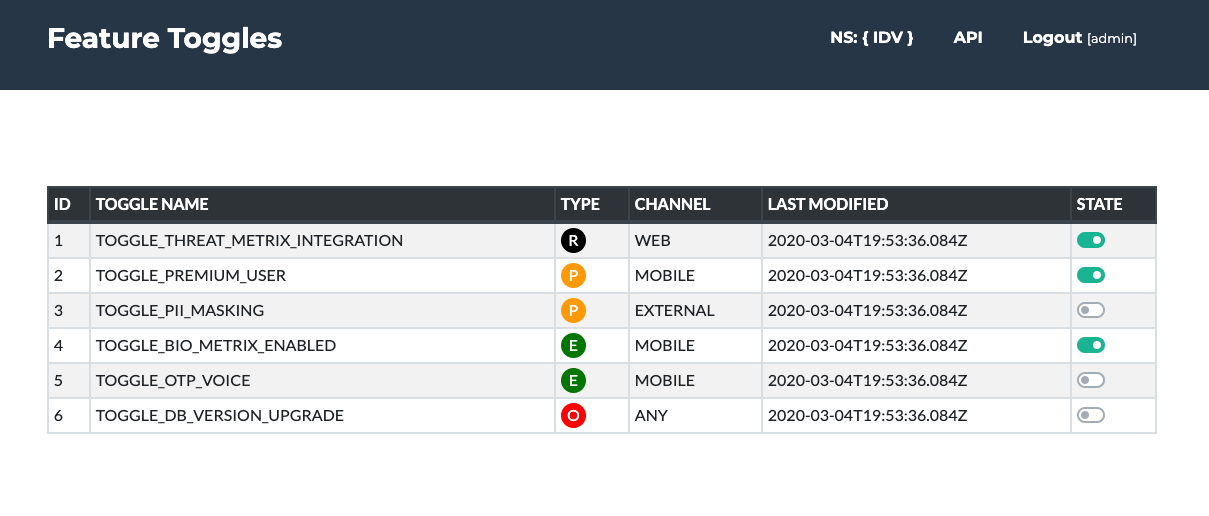 Feature Toggles NS: { IDV } API Logout [admin]
ID TOGGLE NAME TYPE CHANNEL LAST MODIFIED STATE
1 TOGGLE_THREAT_METRIX_INTEGRATION R WEB 2020-03-04T19:53:36.084Z
2 TOGGLE_PREMIUM_USER P MOBILE 2020-03-04T19:53:36.084Z
3 TOGGLE_PII_MASKING P EXTERNAL 2020-03-04T19:53:36.084Z
4 TOGGLE_BIO_METRIX_ENABLED E MOBILE 2020-03-04T19:53:36.084Z
5 TOGGLE_OTP_VOICE E MOBILE 2020-03-04T19:53:36.084Z
6 TOGGLE_DB_VERSION_UPGRADE O ANY 2020-03-04T19:53:36.084Z